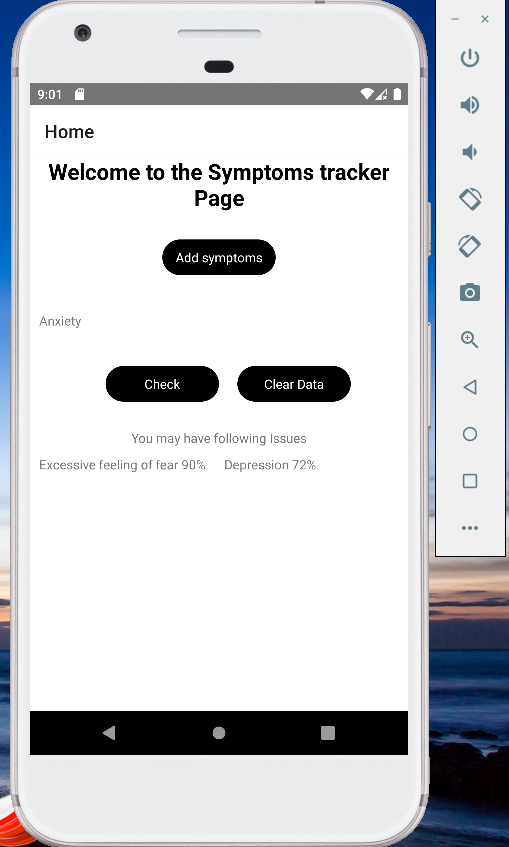 9:01
Home
Welcome to the Symptoms tracker
Page
Add symptoms
Anxiety
Check Clear Data
You may have following Issues
Excessive feeling of fear 90% Depression 72%